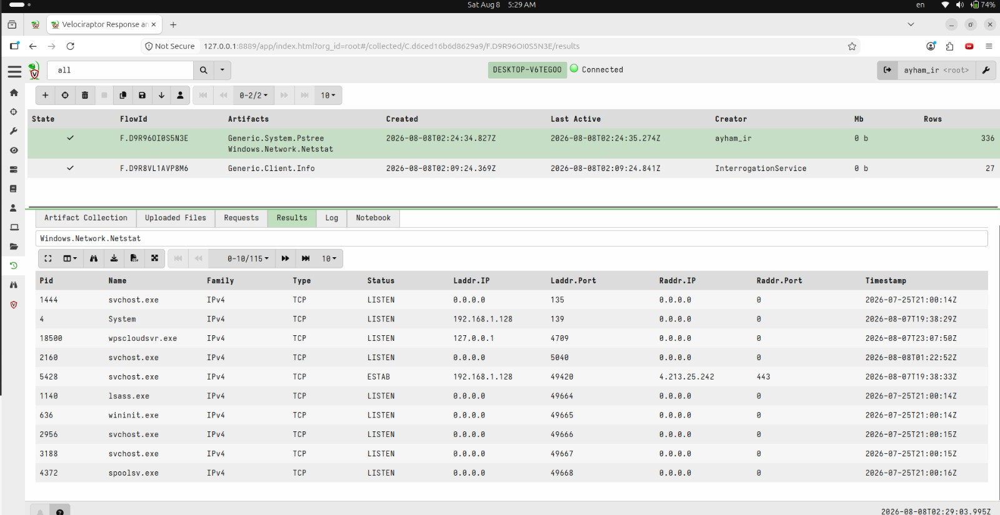 Sat Aug 8 5:29 AM
en
74%
Velociraptor Response an
Not Secure
127.0.0.1:8889/app/index.html?org_id=root#/collected/C.d6ced16b6d8629a9/F.D9R96OI0S5N3E/results
all
DESKTOP-V6TEGOO Connected
ayham_ir <root>
0-2/2
10
State FlowId Artifacts Created Last Active Creator Mb Rows
F.D9R96OI0S5N3E Generic.System.Pstree 2026-08-08T02:24:34.827Z 2026-08-08T02:24:35.274Z ayham_ir 0 b 336
Windows.Network.Netstat
F.D9R8VL1AVP8M6 Generic.Client.Info 2026-08-08T02:09:24.369Z 2026-08-08T02:09:24.841Z InterrogationService 0 b 27
Artifact Collection Uploaded Files Requests Results Log Notebook
Windows.Network.Netstat
0-10/115
10
Pid Name Family Type Status Laddr.IP Laddr.Port Raddr.IP Raddr.Port Timestamp
1444 svchost.exe IPv4 TCP LISTEN 0.0.0.0 135 0.0.0.0 0 2026-07-25T21:00:14Z
4 System IPv4 TCP LISTEN 192.168.1.128 139 0.0.0.0 0 2026-08-07T19:38:29Z
18500 wpscloudsvr.exe IPv4 TCP LISTEN 127.0.0.1 4709 0.0.0.0 0 2026-08-07T23:07:50Z
2160 svchost.exe IPv4 TCP LISTEN 0.0.0.0 5040 0.0.0.0 0 2026-08-08T01:22:52Z
5428 svchost.exe IPv4 TCP ESTAB 192.168.1.128 49420 4.213.25.242 443 2026-08-07T19:38:33Z
1140 lsass.exe IPv4 TCP LISTEN 0.0.0.0 49664 0.0.0.0 0 2026-07-25T21:00:14Z
636 wininit.exe IPv4 TCP LISTEN 0.0.0.0 49665 0.0.0.0 0 2026-07-25T21:00:14Z
2956 svchost.exe IPv4 TCP LISTEN 0.0.0.0 49666 0.0.0.0 0 2026-07-25T21:00:15Z
3188 svchost.exe IPv4 TCP LISTEN 0.0.0.0 49667 0.0.0.0 0 2026-07-25T21:00:15Z
4372 spoolsv.exe IPv4 TCP LISTEN 0.0.0.0 49668 0.0.0.0 0 2026-07-25T21:00:16Z
2026-08-08T02:29:03.995Z